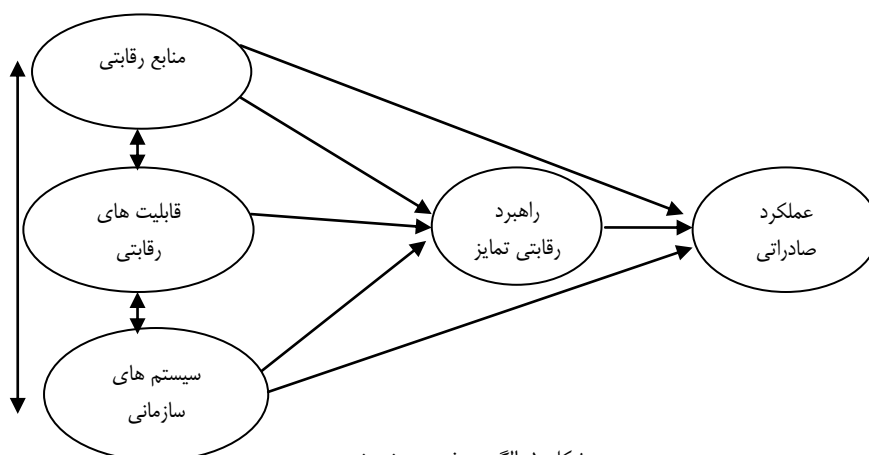 منابع رقابتی
قابلیت های
رقابتی
راهبرد
رقابتی تمایز
عملکرد
صادراتی
سیستم های
سازمانی